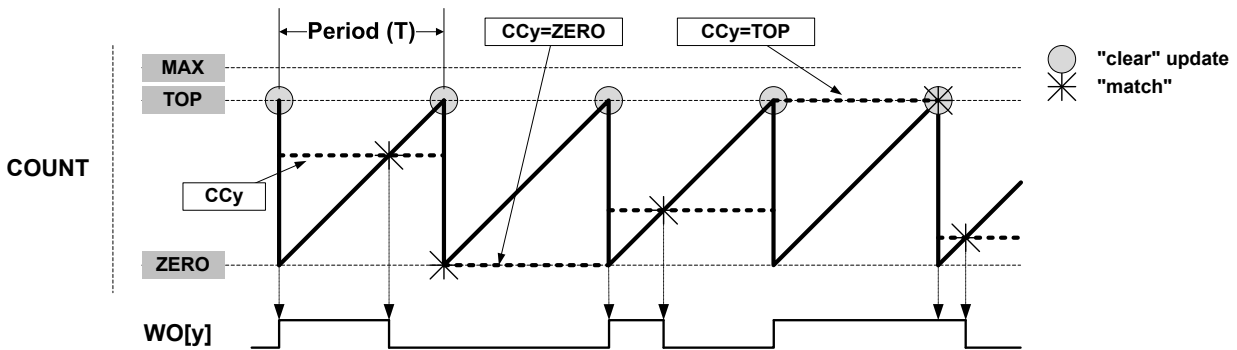 Period (T)
CCy=ZERO
CCy=TOP
"clear" update
"match"
MAX
TOP
COUNT
CCy
ZERO
WO[y]